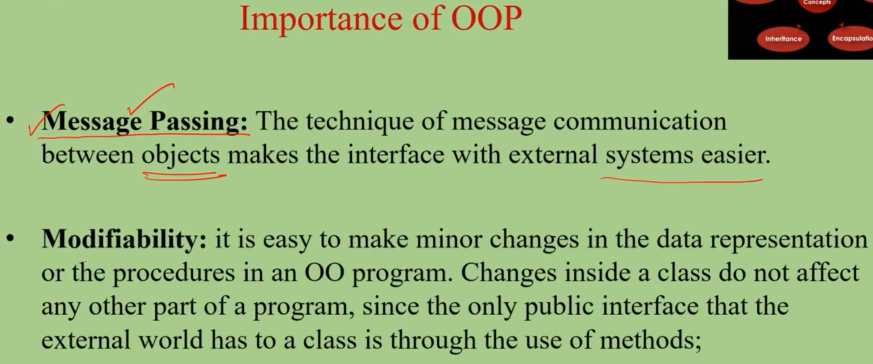 Importance of OOP
Concepts
Inheritance
• Message Passing: The technique of message communication
between objects makes the interface with external systems easier.
• Modifiability: it is easy to make minor changes in the data representation
or the procedures in an OO program. Changes inside a class do not affect
any other part of a program, since the only public interface that the
external world has to a class is through the use of methods;